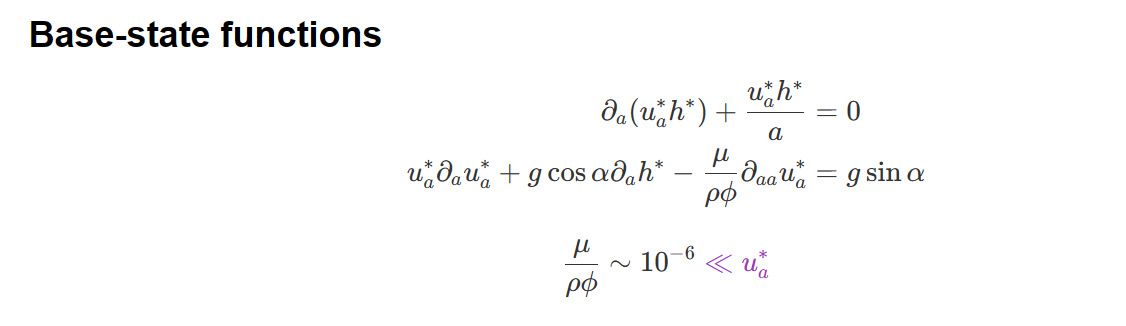 Base-state functions
∂ₐ(uₐ*h*) + uₐ*h*/a = 0
uₐ*∂ₐuₐ* + g cos α∂ₐh* − μ/ρϕ ∂ₐₐuₐ* = g sin α
μ/ρϕ ∼ 10⁻⁶ ≪ uₐ*